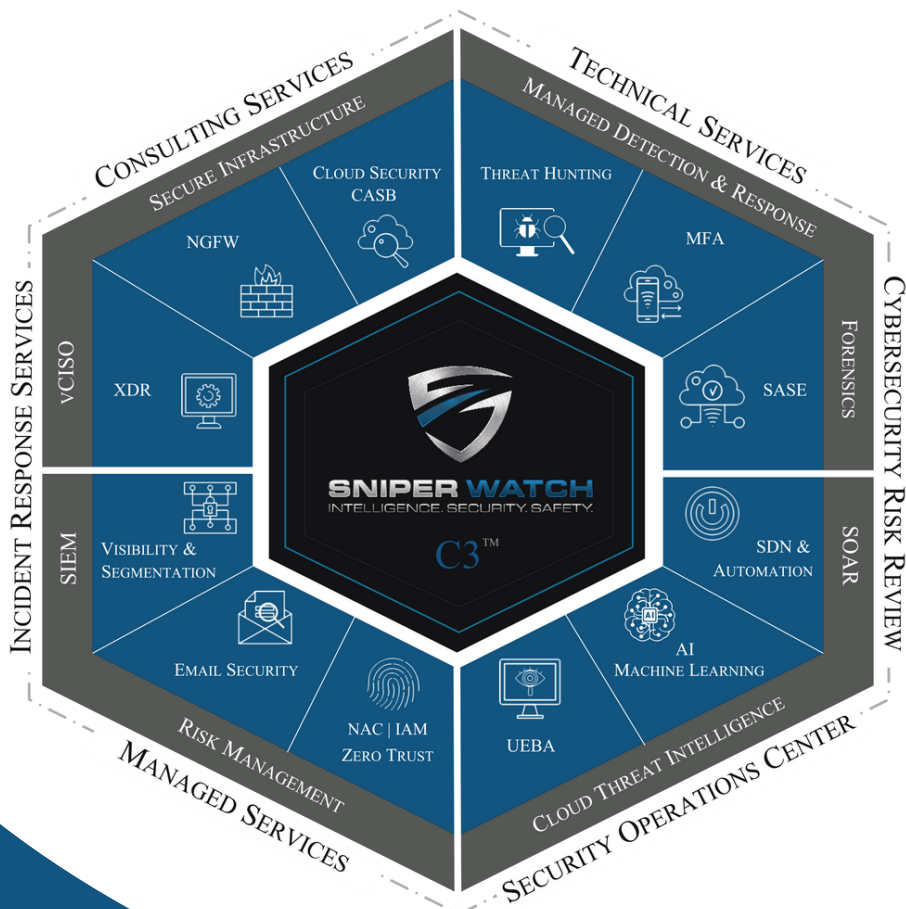 CONSULTING SERVICES
TECHNICAL SERVICES
SECURE INFRASTRUCTURE
MANAGED DETECTION & RESPONSE
CLOUD SECURITY
CASB
THREAT HUNTING
NGFW
MFA
INCIDENT RESPONSE SERVICES
VCISO
XDR
SASE
FORENSICS
CYBERSECURITY RISK REVIEW
SNIPER WATCH
INTELLIGENCE. SECURITY. SAFETY.
C3™
SIEM
VISIBILITY &
SEGMENTATION
SDN &
AUTOMATION
SOAR
EMAIL SECURITY
AI
MACHINE LEARNING
NAC | IAM
ZERO TRUST
UEBA
RISK MANAGEMENT
CLOUD THREAT INTELLIGENCE
MANAGED SERVICES
SECURITY OPERATIONS CENTER